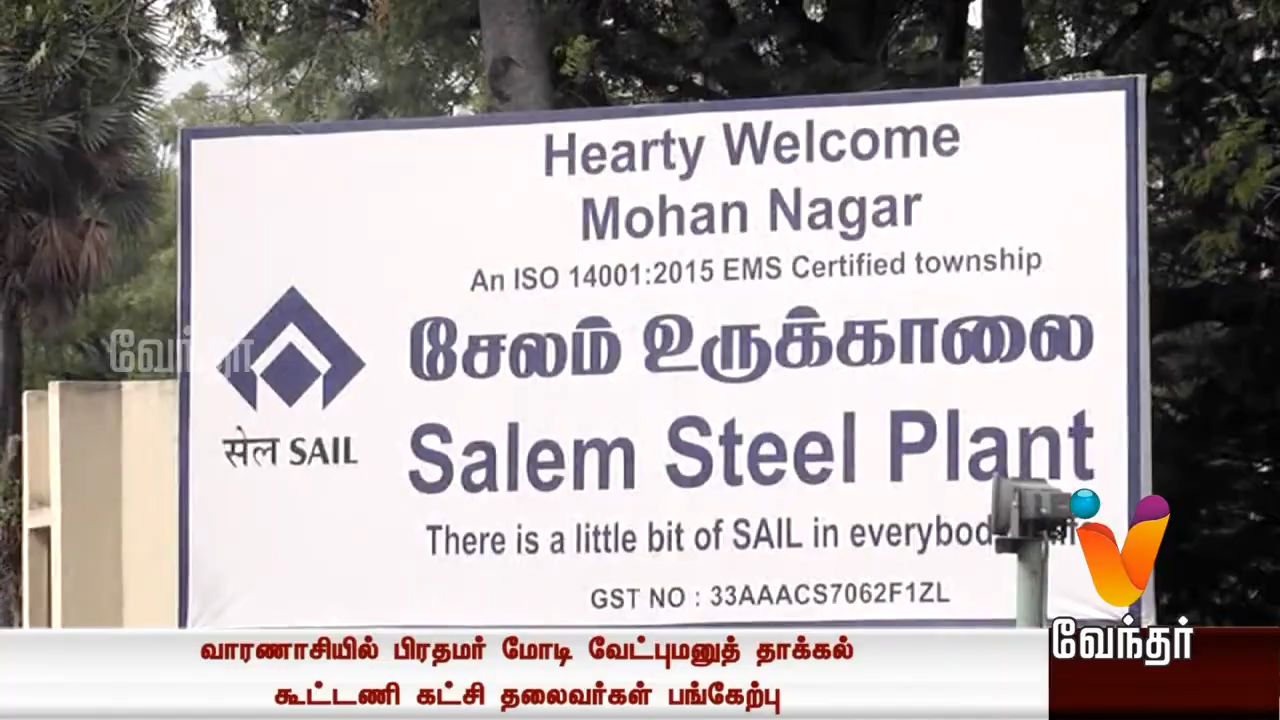 Hearty Welcome
Mohan Nagar
An ISO 14001:2015 EMS Certified township
சேலம் உருக்காலை
Salem Steel Plant
सेल SAIL
There is a little bit of SAIL in
GST NO : 33AAACS7062F1ZL
வேந்தர்
வாரணாசியில் பிரதமர் மோடி வேட்புமனுத் தாக்கல்
கூட்டணி கட்சி தலைவர்கள் பங்கேற்பு
வேந்தர்